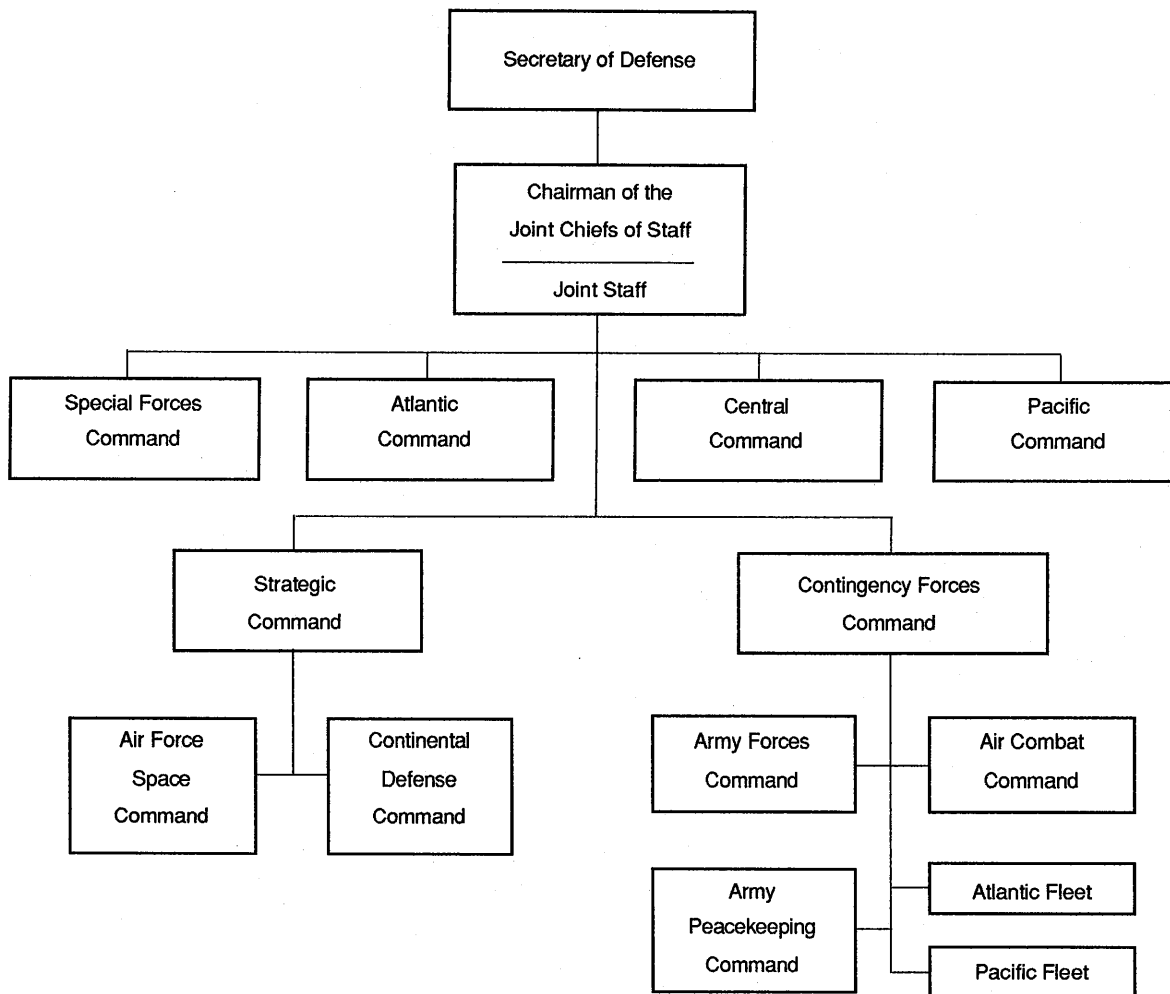 Secretary of Defense
Chairman of the
Joint Chiefs of Staff
Joint Staff
Special Forces
Command
Atlantic
Command
Central
Command
Pacific
Command
Strategic
Command
Contingency Forces
Command
Air Force
Space
Command
Continental
Defense
Command
Army Forces
Command
Air Combat
Command
Army
Peacekeeping
Command
Atlantic Fleet
Pacific Fleet